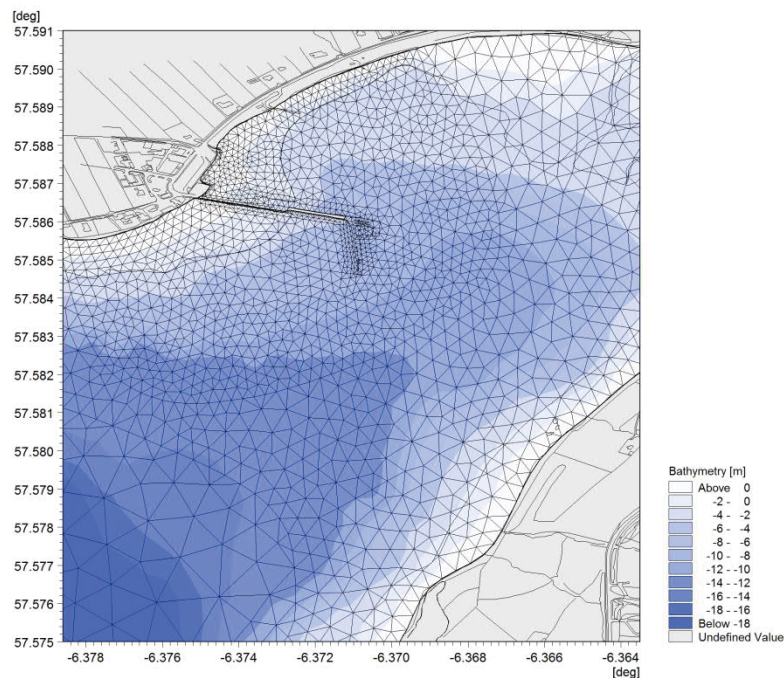 [deg]
57.591
57.590
57.589
57.588
57.587
57.586
57.585
57.584
57.583
57.582
57.581
57.580
57.579
57.578
57.577
57.576
57.575
-6.378
-6.376
-6.374
-6.372
-6.370
-6.368
-6.366
-6.364
[deg]
Bathymetry [m]
Above 0
-2 - 0
-4 - -2
-6 - -4
-8 - -6
-10 - -8
-12 - -10
-14 - -12
-16 - -14
-18 - -16
Below -18
Undefined Value